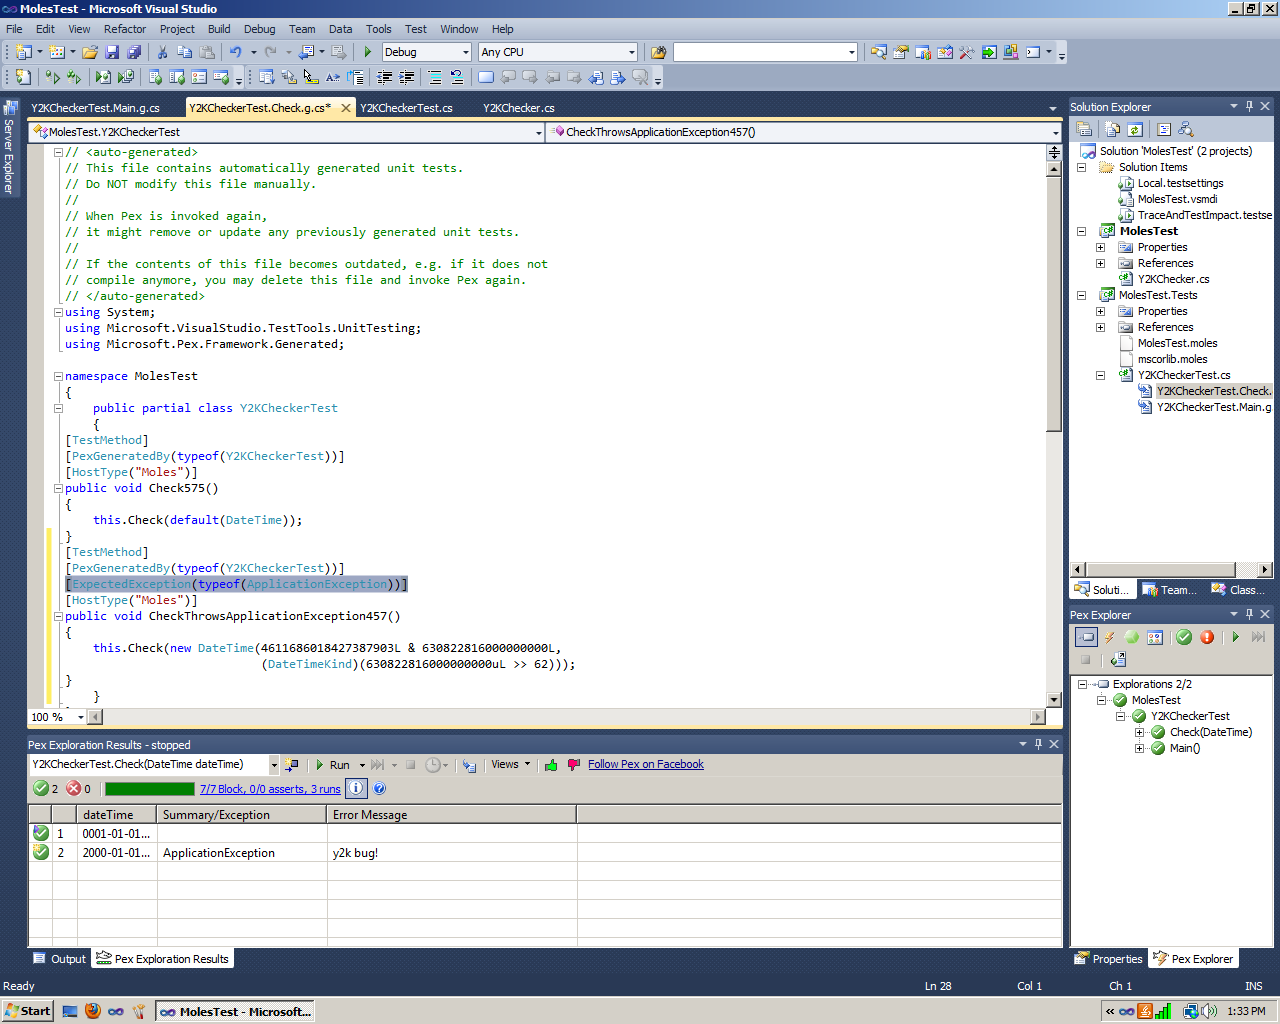 MolesTest - Microsoft Visual Studio
File Edit View Refactor Project Build Debug Team Data Tools Test Window Help
Debug Any CPU
Server Explorer
Y2KCheckerTest.Main.g.cs Y2KCheckerTest.Check.g.cs* Y2KCheckerTest.cs Y2KChecker.cs
MolesTest.Y2KCheckerTest CheckThrowsApplicationException457()
// <auto-generated>
// This file contains automatically generated unit tests.
// Do NOT modify this file manually.
//
// When Pex is invoked again,
// it might remove or update any previously generated unit tests.
//
// If the contents of this file becomes outdated, e.g. if it does not
// compile anymore, you may delete this file and invoke Pex again.
// </auto-generated>
using System;
using Microsoft.VisualStudio.TestTools.UnitTesting;
using Microsoft.Pex.Framework.Generated;
namespace MolesTest
{
public partial class Y2KCheckerTest
{
[TestMethod]
[PexGeneratedBy(typeof(Y2KCheckerTest))]
[HostType("Moles")]
public void Check575()
{
this.Check(default(DateTime));
}
[TestMethod]
[PexGeneratedBy(typeof(Y2KCheckerTest))]
[ExpectedException(typeof(ApplicationException))]
[HostType("Moles")]
public void CheckThrowsApplicationException457()
{
this.Check(new DateTime(4611686018427387903L & 630822816000000000L,
(DateTimeKind)(630822816000000000uL >> 62)));
}
}
100 %
Solution Explorer
Solution 'MolesTest' (2 projects)
Solution Items
Local.testsettings
MolesTest.vsmdi
TraceAndTestImpact.testse
MolesTest
Properties
References
Y2KChecker.cs
MolesTest.Tests
Properties
References
MolesTest.moles
mscorlib.moles
Y2KCheckerTest.cs
Y2KCheckerTest.Check.
Y2KCheckerTest.Main.g
Soluti... Team... Class...
Pex Explorer
Explorations 2/2
MolesTest
Y2KCheckerTest
Check(DateTime)
Main()
Properties Pex Explorer
Pex Exploration Results - stopped
Y2KCheckerTest.Check(DateTime dateTime) Run Views Follow Pex on Facebook
2 0 7/7 Block, 0/0 asserts, 3 runs
dateTime Summary/Exception Error Message
1 0001-01-01...
2 2000-01-01... ApplicationException y2k bug!
Output Pex Exploration Results
Ready Ln 28 Col 1 Ch 1 INS
Start MolesTest - Microsoft... « 1:33 PM